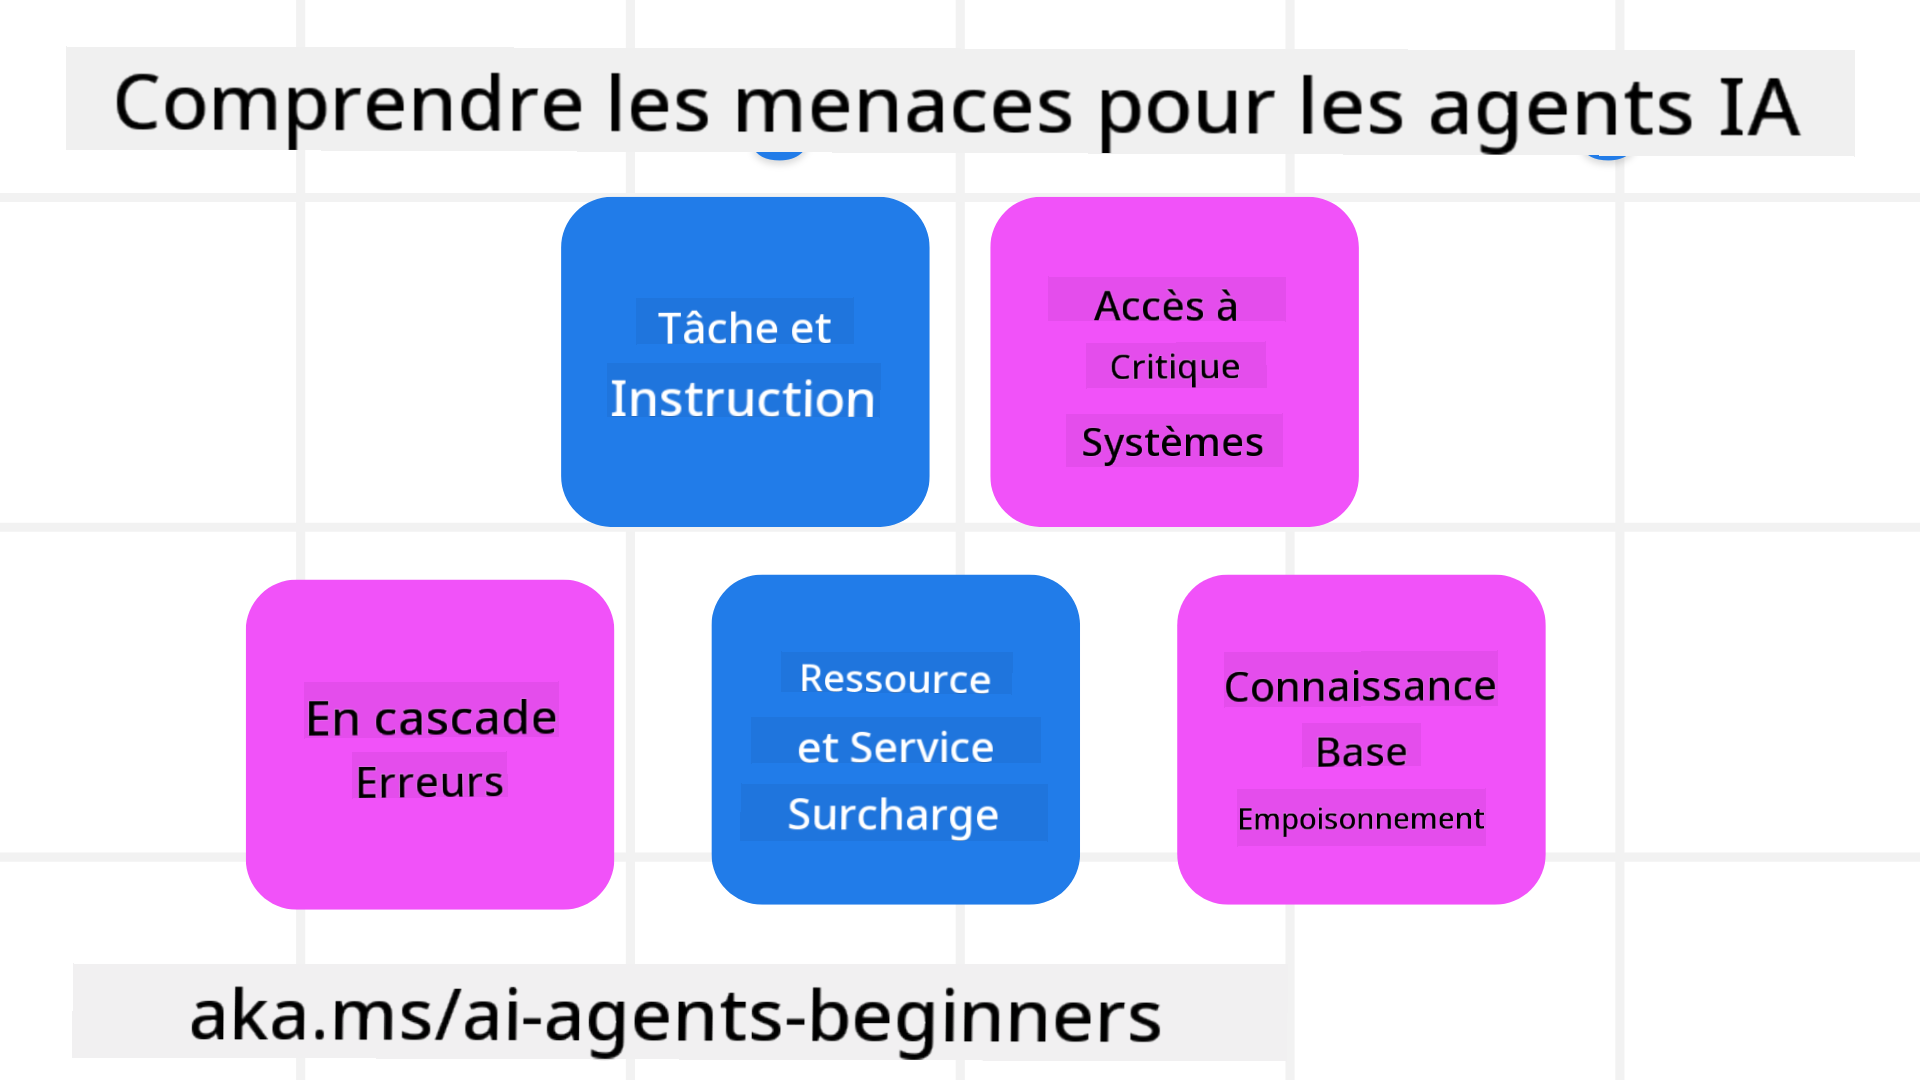 Comprendre les menaces pour les agents IA
Tâche et
Instruction
Accès à
Critique
Systèmes
En cascade
Erreurs
Ressource
et Service
Surcharge
Connaissance
Base
Empoisonnement
aka.ms/ai-agents-beginners